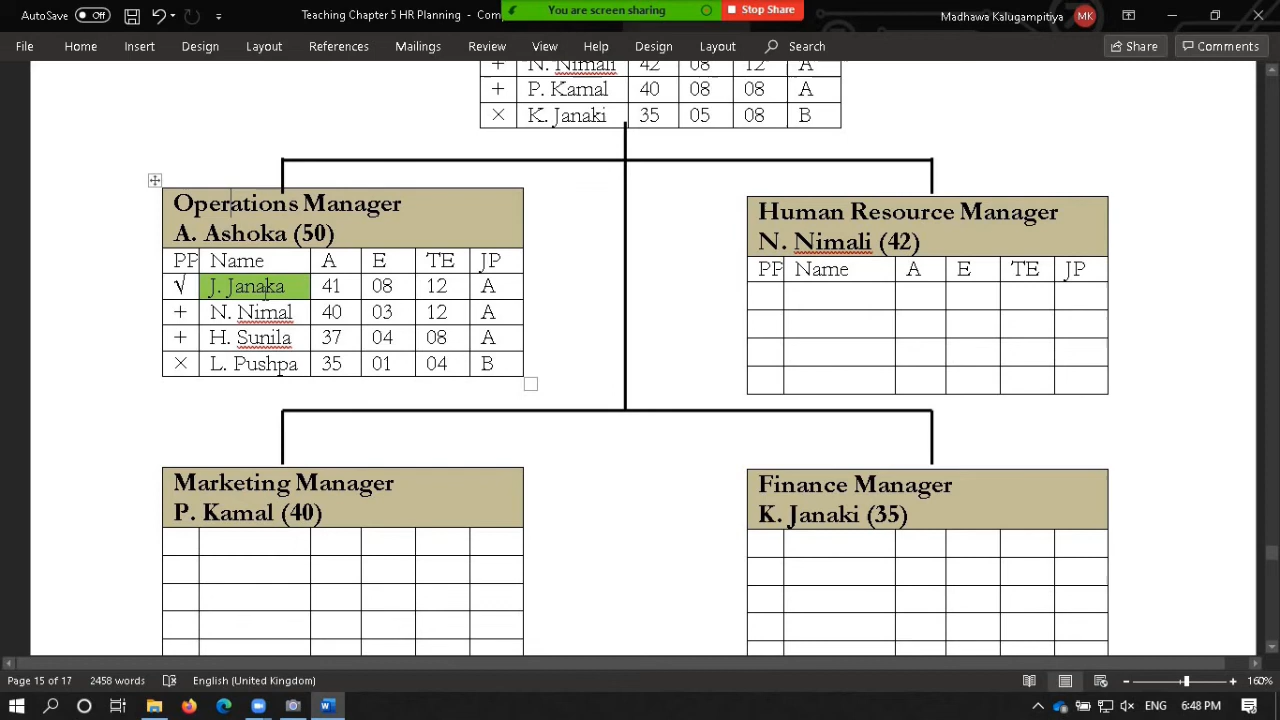 AutoSave Off Teaching Chapter 5 HR Planning - Com You are screen sharing Stop Share Madhawa Kalugampitiya MK
File Home Insert Design Layout References Mailings Review View Help Design Layout Search Share Comments
+ N. Nimali 42 08 12 A
+ P. Kamal 40 08 08 A
× K. Janaki 35 05 08 B
Operations Manager
A. Ashoka (50)
PP Name A E TE JP
√ J. Janaka 41 08 12 A
+ N. Nimal 40 03 12 A
+ H. Sunila 37 04 08 A
× L. Pushpa 35 01 04 B
Human Resource Manager
N. Nimali (42)
PP Name A E TE JP
Marketing Manager
P. Kamal (40)
Finance Manager
K. Janaki (35)
Page 15 of 17 2458 words English (United Kingdom) 160%
ENG 6:48 PM